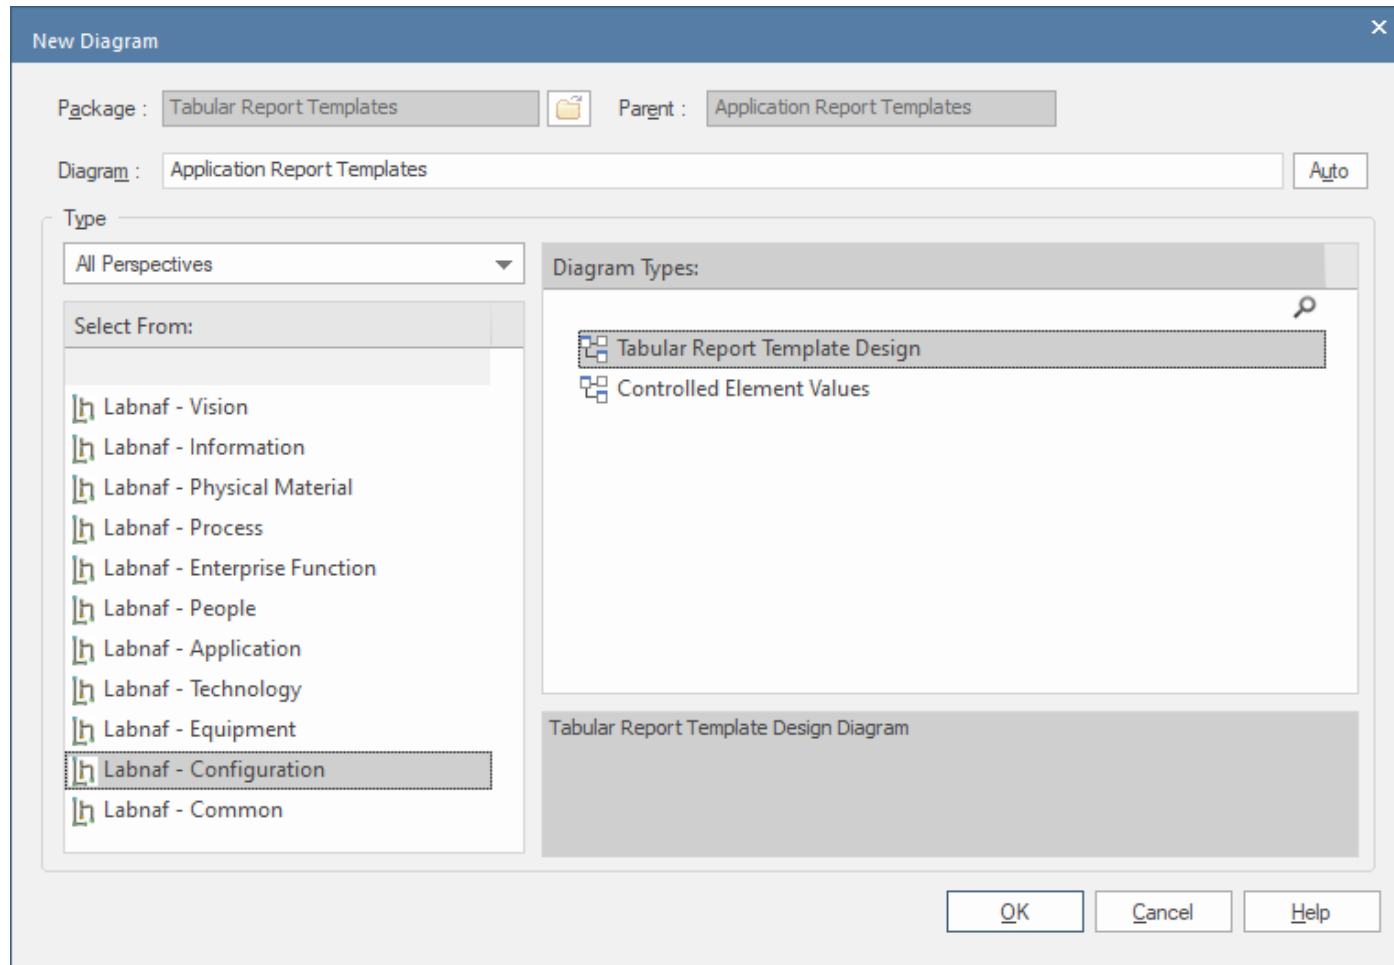 New Diagram
Package : Tabular Report Templates Parent : Application Report Templates
Diagram : Application Report Templates Auto
Type
All Perspectives
Diagram Types:
Select From:
Tabular Report Template Design
Controlled Element Values
Labnaf - Vision
Labnaf - Information
Labnaf - Physical Material
Labnaf - Process
Labnaf - Enterprise Function
Labnaf - People
Labnaf - Application
Labnaf - Technology
Labnaf - Equipment
Labnaf - Configuration
Labnaf - Common
Tabular Report Template Design Diagram
OK Cancel Help